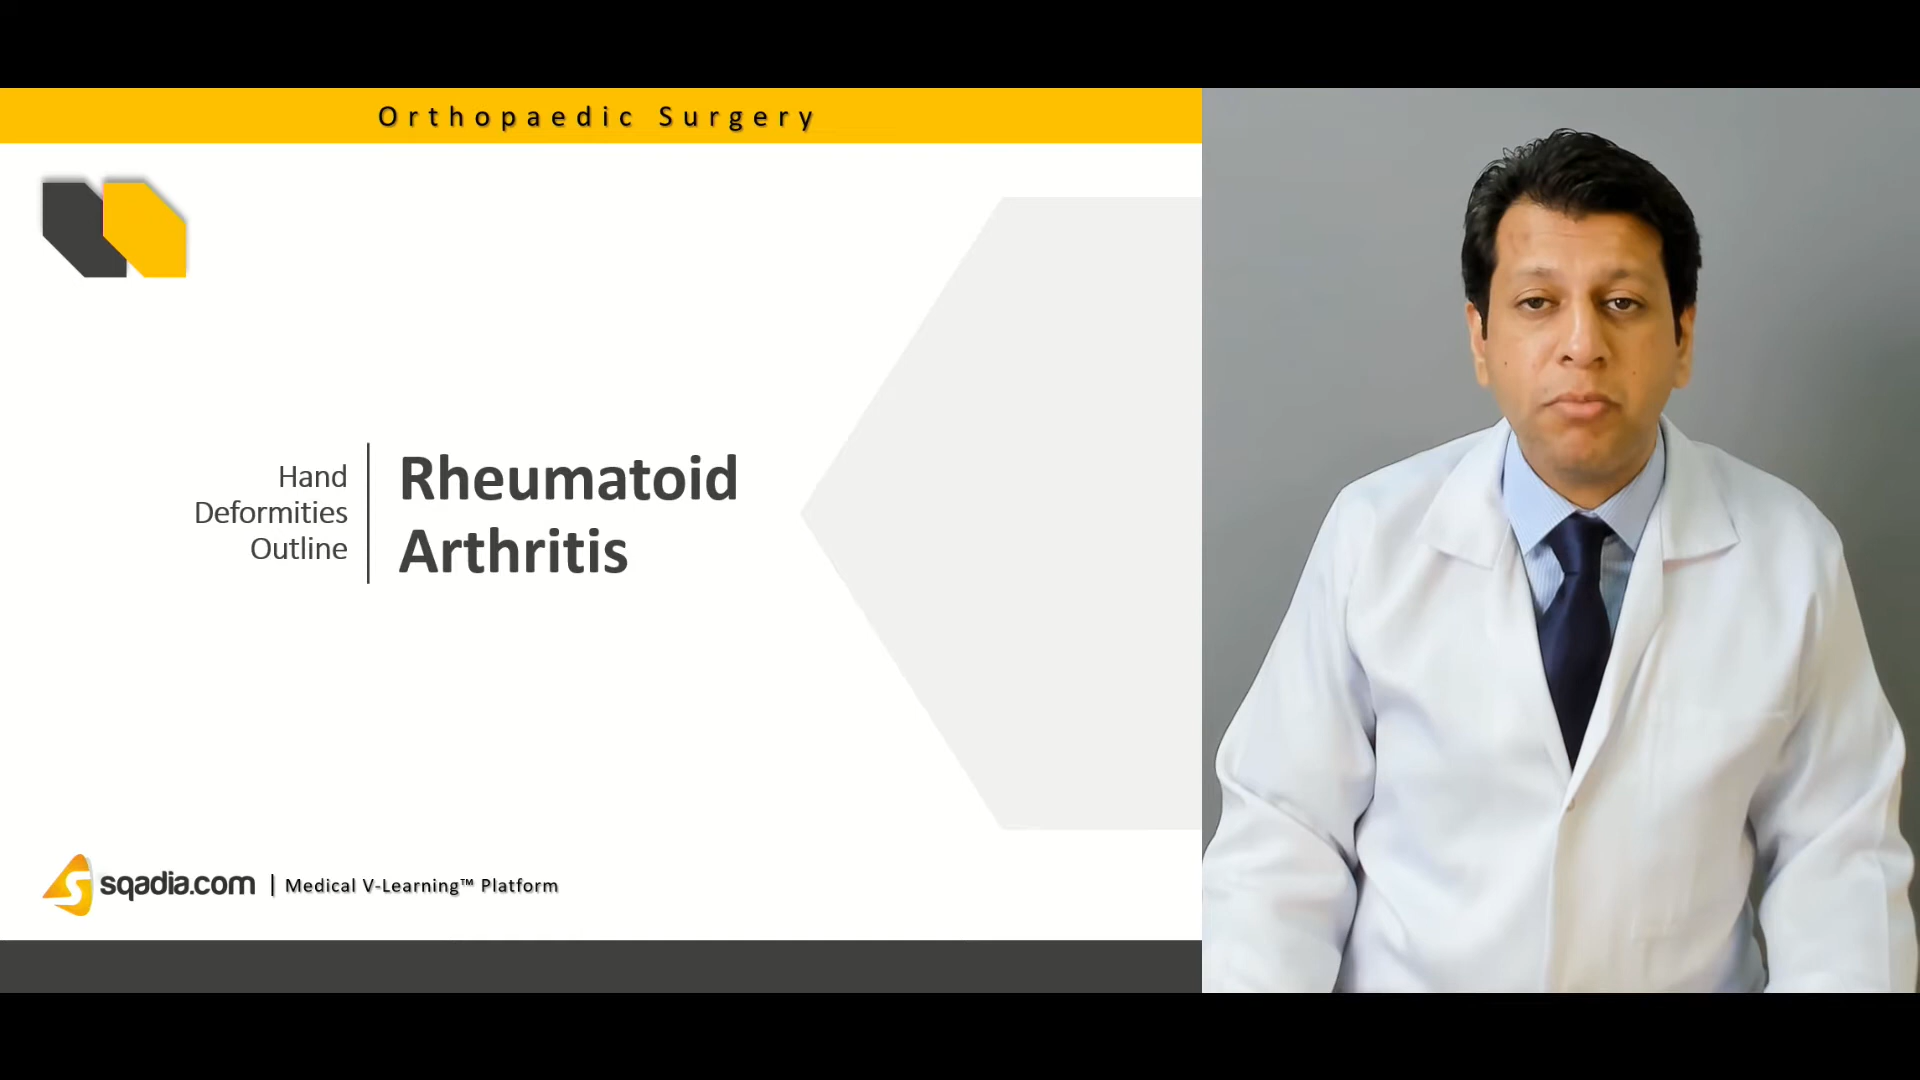 Orthopaedic Surgery
Hand
Deformities
Outline
Rheumatoid
Arthritis
sqadia.com | Medical V-Learning™ Platform